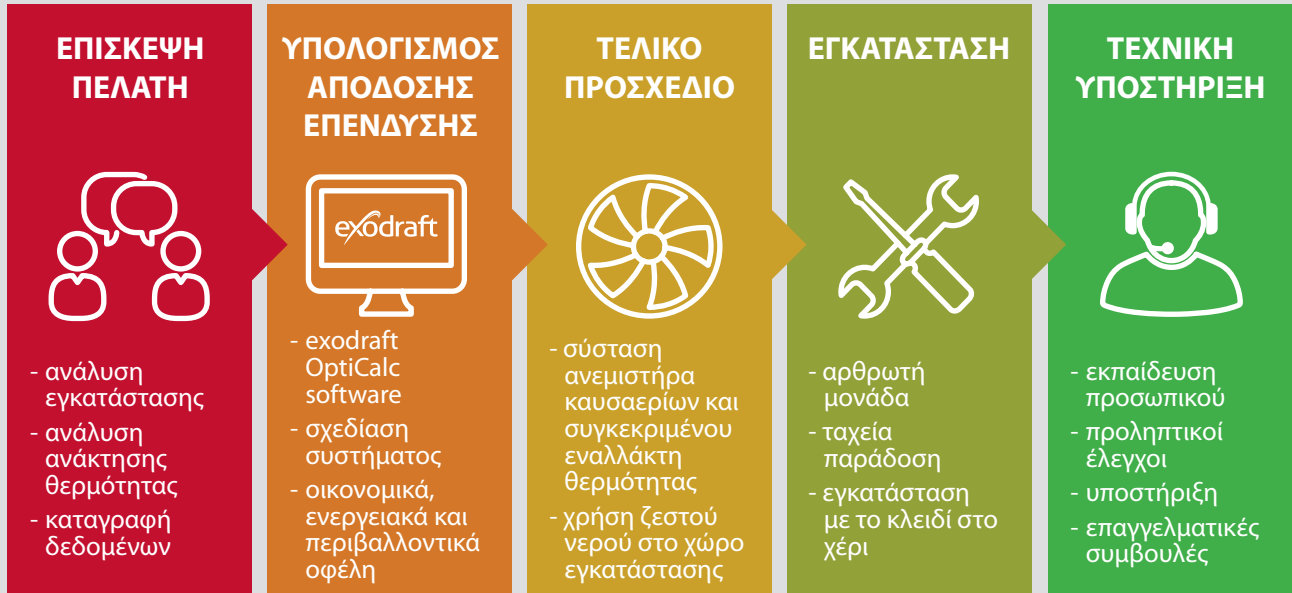 ΕΠΙΣΚΕΨΗ
ΠΕΛΑΤΗ
- ανάλυση
εγκατάστασης
- ανάλυση
ανάκτησης
θερμότητας
- καταγραφή
δεδομένων
ΥΠΟΛΟΓΙΣΜΟΣ
ΑΠΟΔΟΣΗΣ
ΕΠΕΝΔΥΣΗΣ
exodraft
- exodraft
OptiCalc
software
- σχεδίαση
συστήματος
- οικονομικά,
ενεργειακά και
περιβαλλοντικά
οφέλη
ΤΕΛΙΚΟ
ΠΡΟΣΧΕΔΙΟ
- σύσταση
ανεμιστήρα
καυσαερίων και
συγκεκριμένου
εναλλάκτη
θερμότητας
- χρήση ζεστού
νερού στο χώρο
εγκατάστασης
ΕΓΚΑΤΑΣΤΑΣΗ
- αρθρωτή
μονάδα
- ταχεία
παράδοση
- εγκατάσταση
με το κλειδί στο
χέρι
ΤΕΧΝΙΚΗ
ΥΠΟΣΤΗΡΙΞΗ
- εκπαίδευση
προσωπικού
- προληπτικοί
έλεγχοι
- υποστήριξη
- επαγγελματικές
συμβουλές